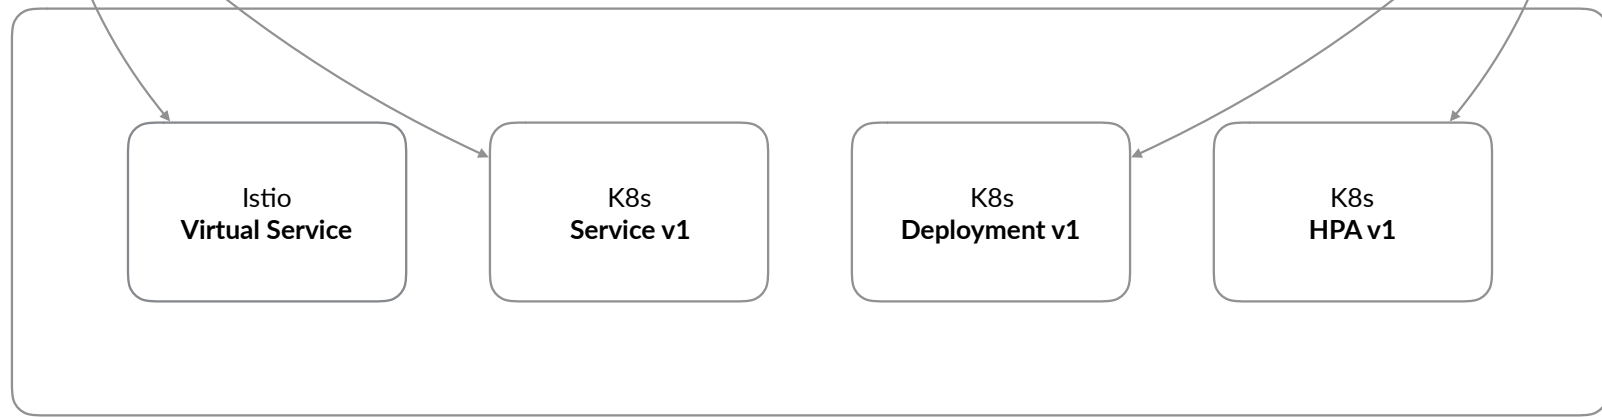 Istio
Virtual Service
K8s
Service v1
K8s
Deployment v1
K8s
HPA v1